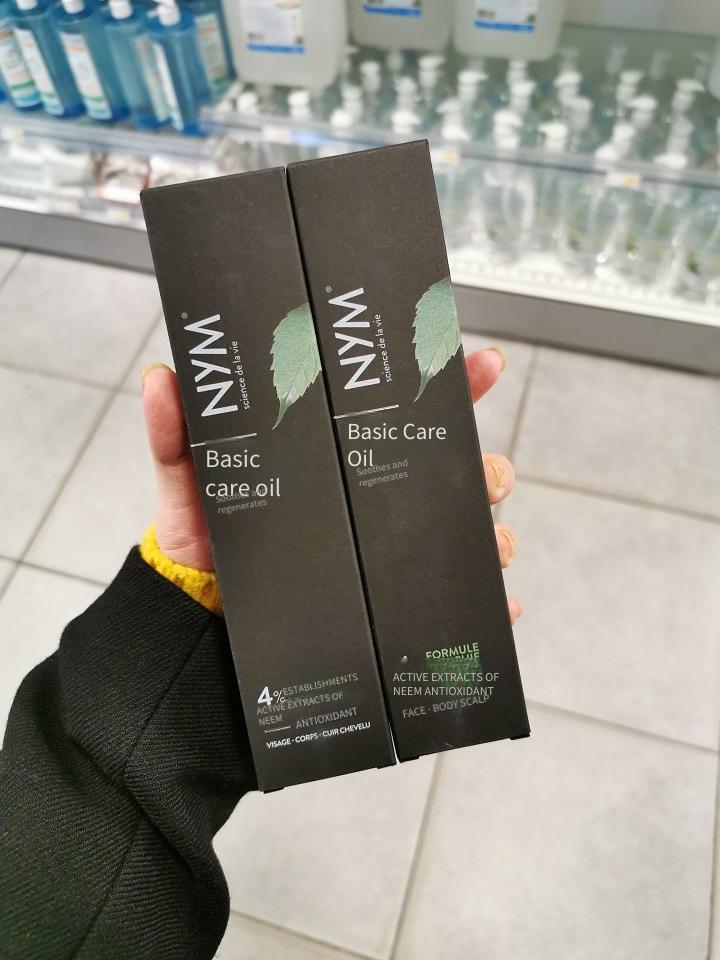 NYM®
science de la vie
Basic
care oil
Soothes and
regenerates
4% ESTABLISHMENTS
ACTIVE EXTRACTS OF
NEEM
ANTIOXIDANT
VISAGE · CORPS · CUIR CHEVELU
NYM®
science de la vie
Basic Care
Oil
Soothes and
regenerates
FORMULE
ACTIVE EXTRACTS OF
NEEM ANTIOXIDANT
FACE · BODY SCALP